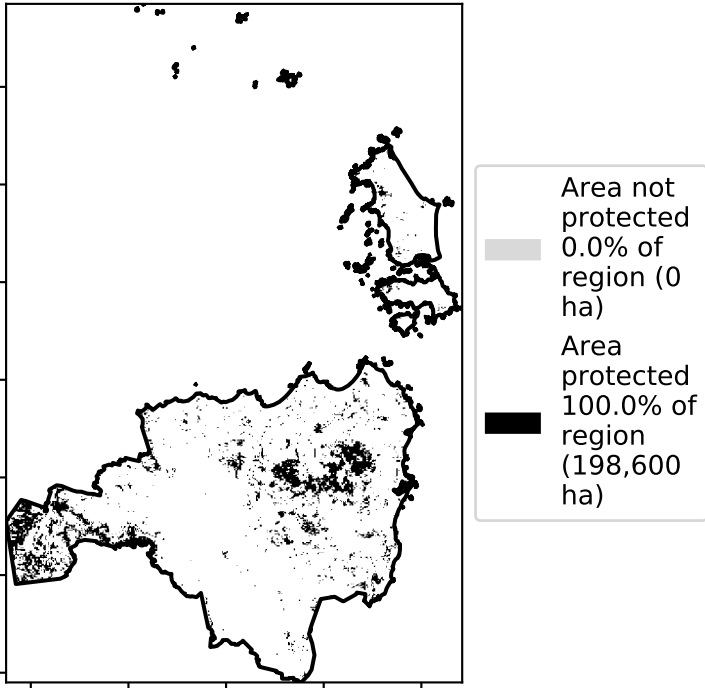 Area not
protected
0.0% of
region (0
ha)
Area
protected
100.0% of
region
(198,600
ha)